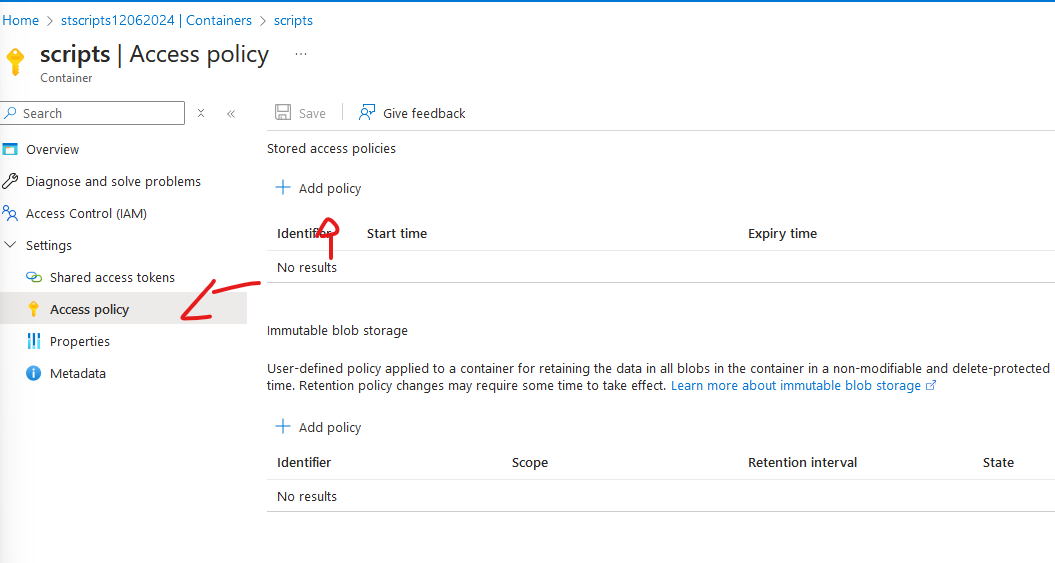 Home > stscripts12062024 | Containers > scripts
scripts | Access policy ...
Container
Search
Save
Give feedback
Overview
Diagnose and solve problems
Access Control (IAM)
Settings
Shared access tokens
Access policy
Properties
Metadata
Stored access policies
+ Add policy
Identifier Start time Expiry time
No results
Immutable blob storage
User-defined policy applied to a container for retaining the data in all blobs in the container in a non-modifiable and delete-protected
time. Retention policy changes may require some time to take effect. Learn more about immutable blob storage
+ Add policy
Identifier Scope Retention interval State
No results